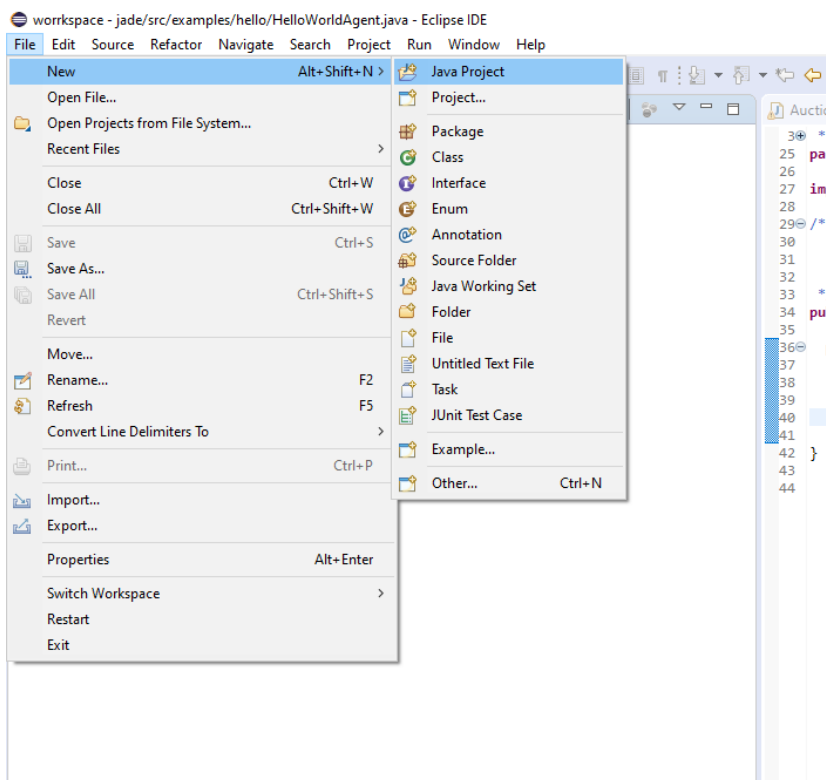 worrkspace - jade/src/examples/hello/HelloWorldAgent.java - Eclipse IDE
File Edit Source Refactor Navigate Search Project Run Window Help
New Alt+Shift+N >
Open File...
Open Projects from File System...
Recent Files >
Close Ctrl+W
Close All Ctrl+Shift+W
Save Ctrl+S
Save As...
Save All Ctrl+Shift+S
Revert
Move...
Rename... F2
Refresh F5
Convert Line Delimiters To >
Print... Ctrl+P
Import...
Export...
Properties Alt+Enter
Switch Workspace >
Restart
Exit
Java Project
Project...
Package
Class
Interface
Enum
Annotation
Source Folder
Java Working Set
Folder
File
Untitled Text File
Task
JUnit Test Case
Example...
Other... Ctrl+N
Auctio
3 *
25 pa
26
27 im
28
29 /*
30
31
32
33 *
34 pu
35
36
37
38
39
40
41
42 }
43
44